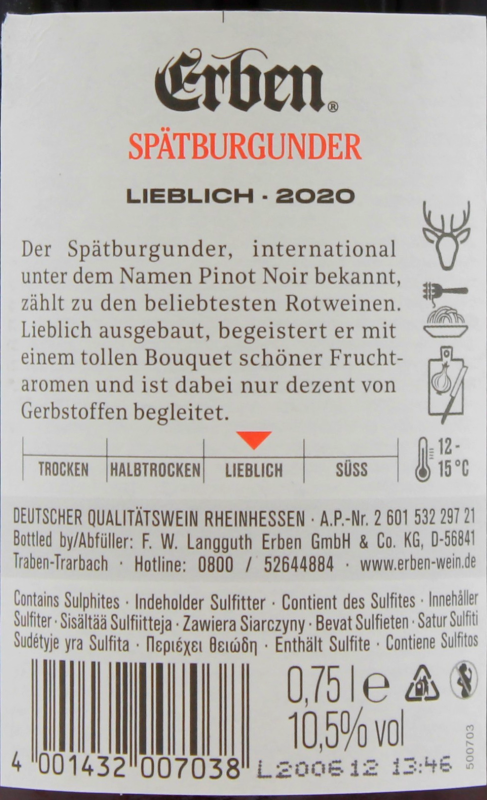 Erben®
SPÄTBURGUNDER
LIEBLICH · 2020
Der Spätburgunder, international
unter dem Namen Pinot Noir bekannt,
zählt zu den beliebtesten Rotweinen.
Lieblich ausgebaut, begeistert er mit
einem tollen Bouquet schöner Frucht-
aromen und ist dabei nur dezent von
Gerbstoffen begleitet.
TROCKEN HALBTROCKEN LIEBLICH SÜSS
12-
15°C
DEUTSCHER QUALITÄTSWEIN RHEINHESSEN · A.P.-Nr. 2 601 532 297 21
Bottled by/Abfüller: F. W. Langguth Erben GmbH & Co. KG, D-56841
Traben-Trarbach · Hotline: 0800 / 52644884 · www.erben-wein.de
Contains Sulphites · Indeholder Sulfitter · Contient des Sulfites · Innehåller
Sulfiter · Sisältää Sulfiitteja · Zawiera Siarczyny · Bevat Sulfieten · Satur Sulfiti
Sudėtyje yra Sulfita · Περιέχει θειώδη · Enthält Sulfite · Contiene Sulfitos
0,75 l e
10,5% vol
4 001432 007038
L200612 13:46
500703